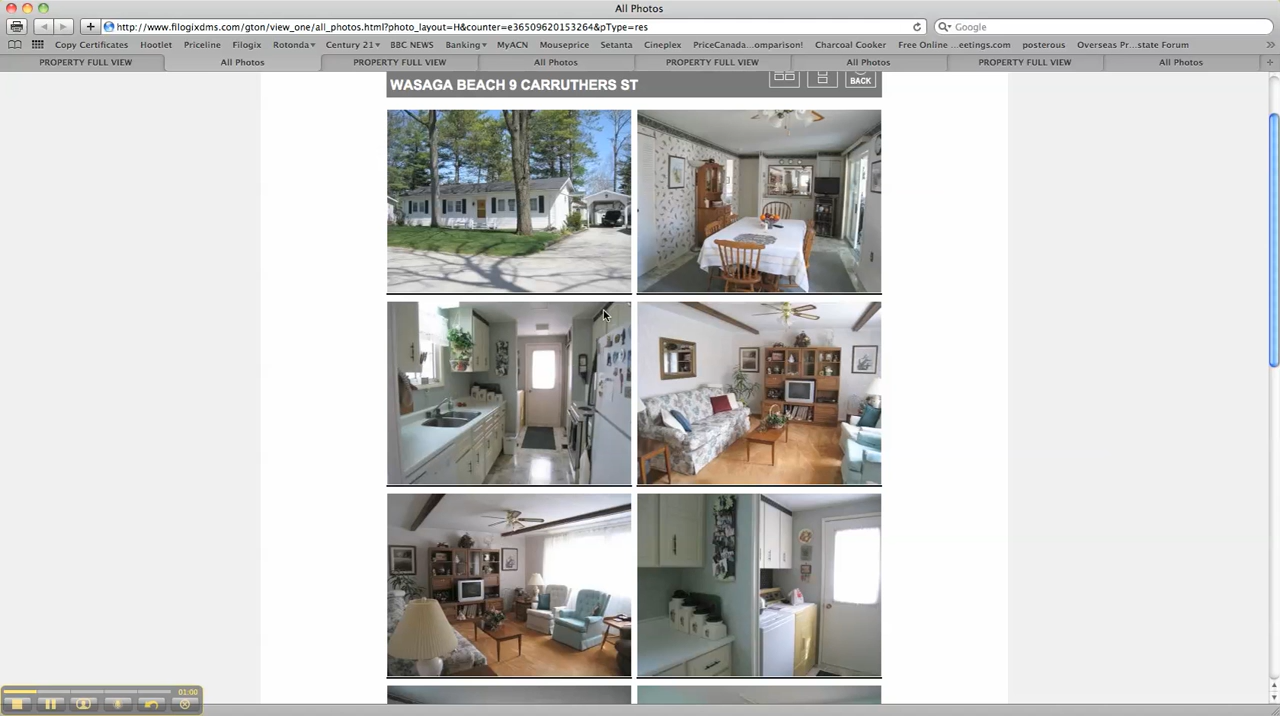 All Photos
http://www.filogixdms.com/gton/view_one/all_photos.html?photo_layout=H&counter=e36509620153264&pType=res
Google
Copy Certificates Hootlet Priceline Filogix Rotonda Century 21 BBC NEWS Banking MyACN Mouseprice Setanta Cineplex PriceCanada...omparison! Charcoal Cooker Free Online ...eetings.com posterous Overseas Pr...state Forum
PROPERTY FULL VIEW All Photos PROPERTY FULL VIEW All Photos PROPERTY FULL VIEW All Photos PROPERTY FULL VIEW All Photos
WASAGA BEACH 9 CARRUTHERS ST
BACK
01:00